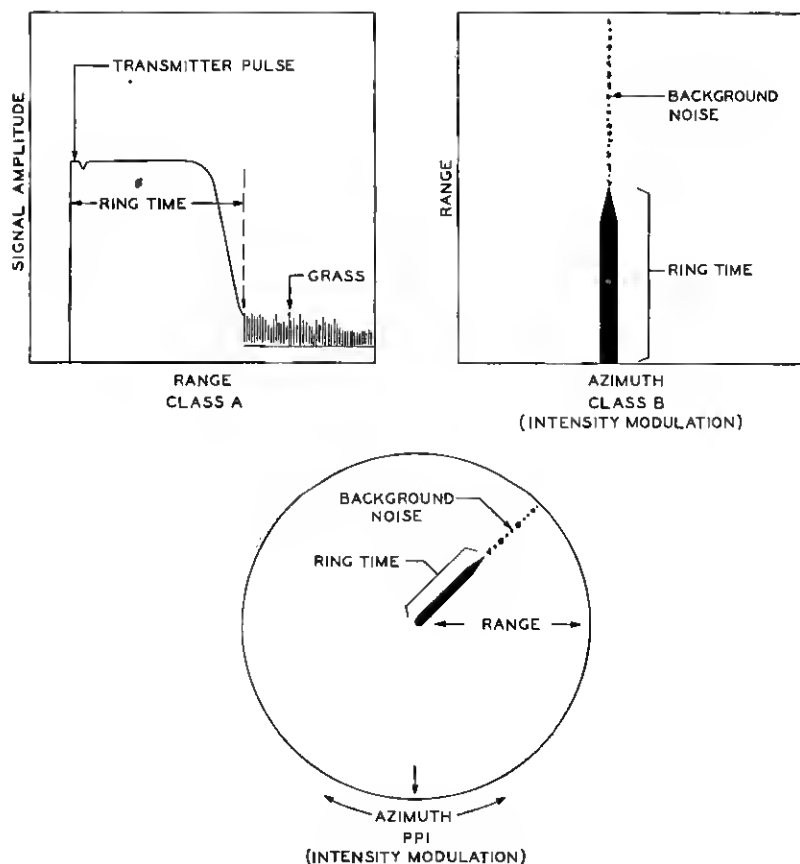 TRANSMITTER PULSE
SIGNAL AMPLITUDE
RING TIME
GRASS
RANGE
CLASS A
BACKGROUND
NOISE
RANGE
RING TIME
AZIMUTH
CLASS B
(INTENSITY MODULATION)
BACKGROUND
NOISE
RING TIME
RANGE
AZIMUTH
PPI
(INTENSITY MODULATION)